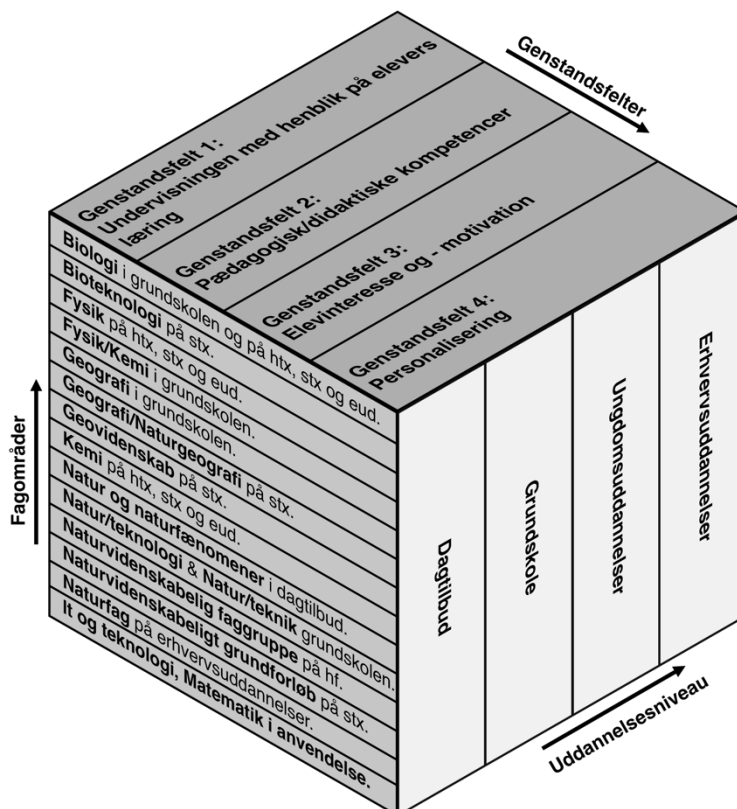 Genstandsfelter
Genstandsfelt 1:
Undervisningen med henblik på elevers
læring
Genstandsfelt 2:
Pædagogisk/didaktiske kompetencer
Genstandsfelt 3:
Elevinteresse og - motivation
Genstandsfelt 4:
Personalisering
Fagområder
Biologi i grundskolen og på htx, stx og eud.
Bioteknologi på stx.
Fysik på htx, stx og eud.
Fysik/Kemi i grundskolen.
Geografi i grundskolen.
Geografi/Naturgeografi på stx.
Geovidenskab på stx.
Kemi på htx, stx og eud.
Natur og naturfænomener i dagtilbud.
Natur/teknologi & Natur/teknik grundskolen.
Naturvidenskabelig faggruppe på hf.
Naturvidenskabeligt grundforløb på stx.
Naturfag på erhvervsuddannelser.
It og teknologi, Matematik i anvendelse.
Dagtilbud
Grundskole
Ungdomsuddannelser
Erhvervsuddannelser
Uddannelsesniveau